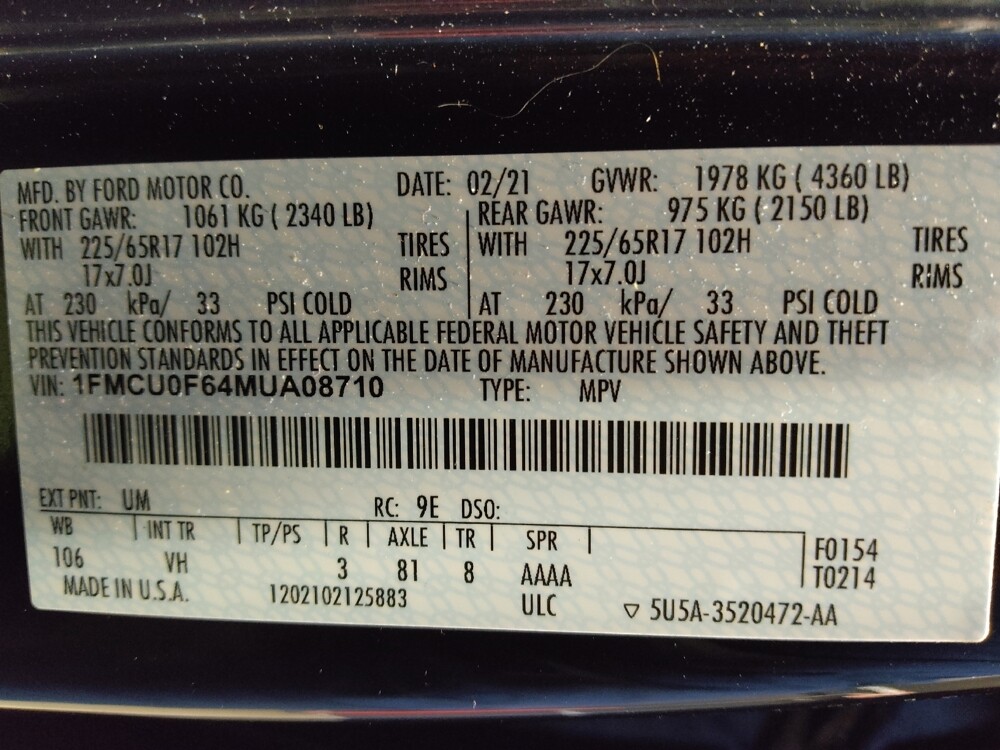 MFD. BY FORD MOTOR CO. DATE: 02/21 GVWR: 1978 KG ( 4360 LB)
FRONT GAWR: 1061 KG ( 2340 LB) REAR GAWR: 975 KG ( 2150 LB)
WITH 225/65R17 102H TIRES WITH 225/65R17 102H TIRES
17x7.0J RIMS 17x7.0J RIMS
AT 230 kPa/ 33 PSI COLD AT 230 kPa/ 33 PSI COLD
THIS VEHICLE CONFORMS TO ALL APPLICABLE FEDERAL MOTOR VEHICLE SAFETY AND THEFT
PREVENTION STANDARDS IN EFFECT ON THE DATE OF MANUFACTURE SHOWN ABOVE.
VIN: 1FMCU0F64MUA08710 TYPE: MPV
EXT PNT: UM RC: 9E DSO:
WB INT TR TP/PS R AXLE TR SPR F0154
106 VH 3 81 8 AAAA T0214
MADE IN U.S.A. 1202102125883 ULC ▽ 5U5A-3520472-AA